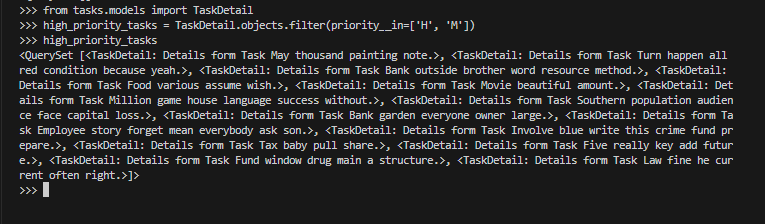 >>> from tasks.models import TaskDetail
>>> high_priority_tasks = TaskDetail.objects.filter(priority__in=['H', 'M'])
>>> high_priority_tasks
<QuerySet [<TaskDetail: Details form Task May thousand painting note.>, <TaskDetail: Details form Task Turn happen all
red condition because yeah.>, <TaskDetail: Details form Task Bank outside brother word resource method.>, <TaskDetail:
Details form Task Food various assume wish.>, <TaskDetail: Details form Task Movie beautiful amount.>, <TaskDetail: Det
ails form Task Million game house language success without.>, <TaskDetail: Details form Task Southern population audien
ce face capital loss.>, <TaskDetail: Details form Task Bank garden everyone owner large.>, <TaskDetail: Details form Ta
sk Employee story forget mean everybody ask son.>, <TaskDetail: Details form Task Involve blue write this crime fund pr
epare.>, <TaskDetail: Details form Task Tax baby pull share.>, <TaskDetail: Details form Task Five really key add futur
e.>, <TaskDetail: Details form Task Fund window drug main a structure.>, <TaskDetail: Details form Task Law fine he cur
rent often right.>]>
>>>